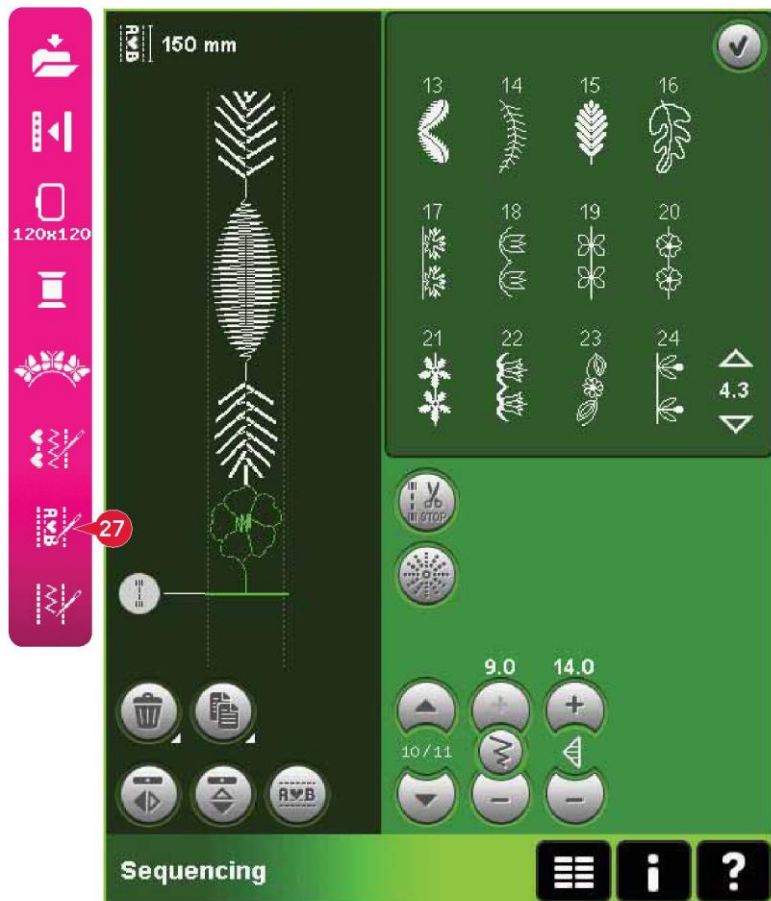 150 mm
120x120
27
13 14 15 16
17 18 19 20
21 22 23 24
4.3
STOP
9.0 14.0
10/11
A♥B
Sequencing
i ?